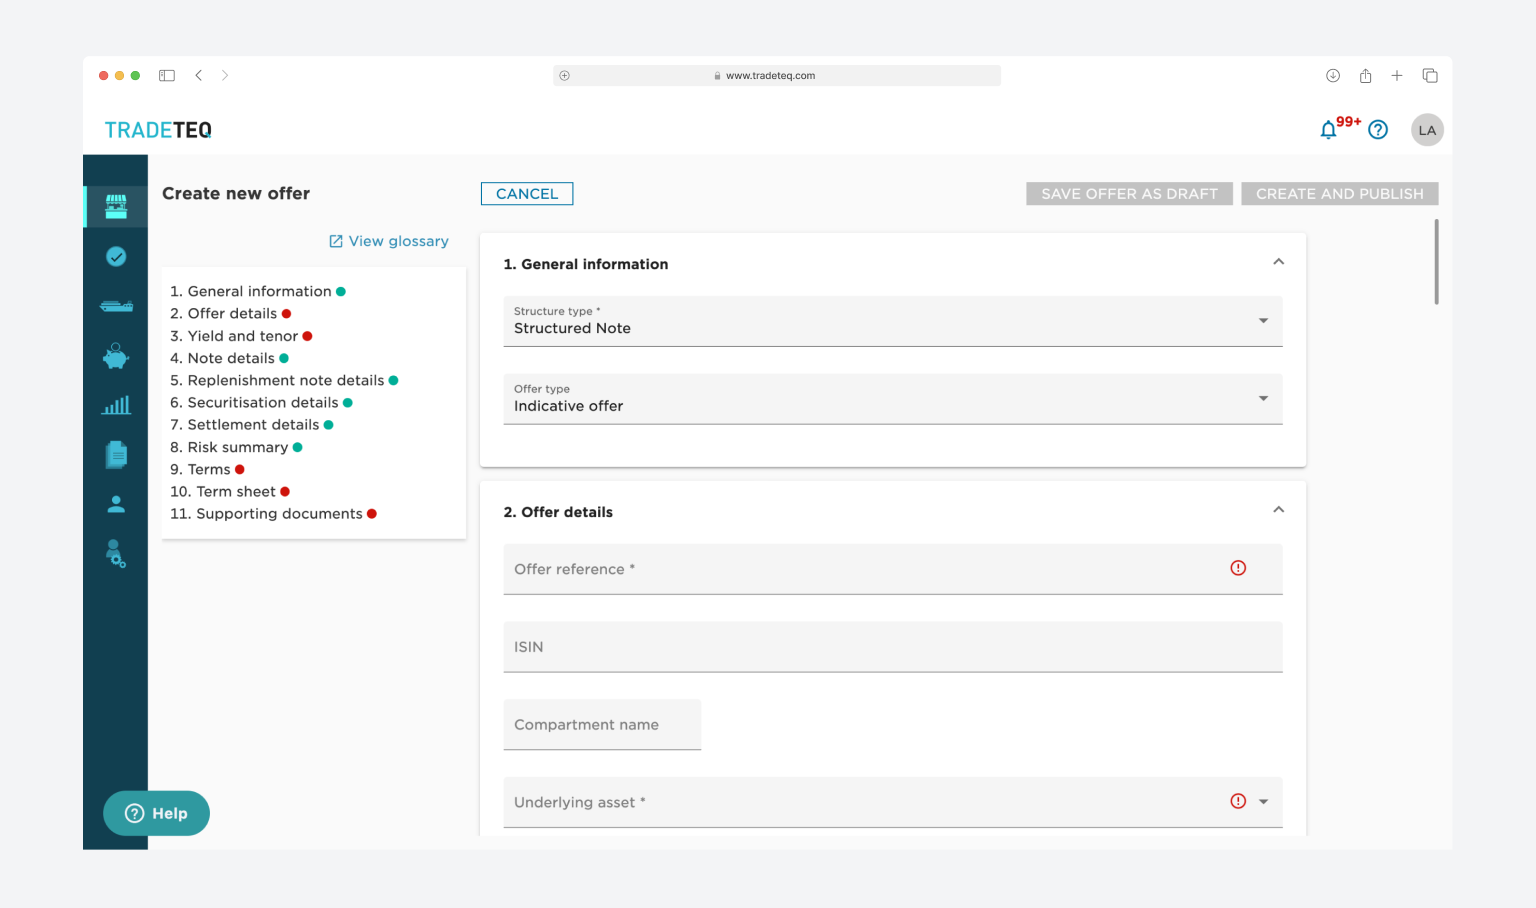 www.tradeteq.com
TRADETEQ
99+
LA
Create new offer
CANCEL
SAVE OFFER AS DRAFT
CREATE AND PUBLISH
View glossary
1. General information
2. Offer details
3. Yield and tenor
4. Note details
5. Replenishment note details
6. Securitisation details
7. Settlement details
8. Risk summary
9. Terms
10. Term sheet
11. Supporting documents
1. General information
Structure type *
Structured Note
Offer type
Indicative offer
2. Offer details
Offer reference *
ISIN
Compartment name
Underlying asset *
Help